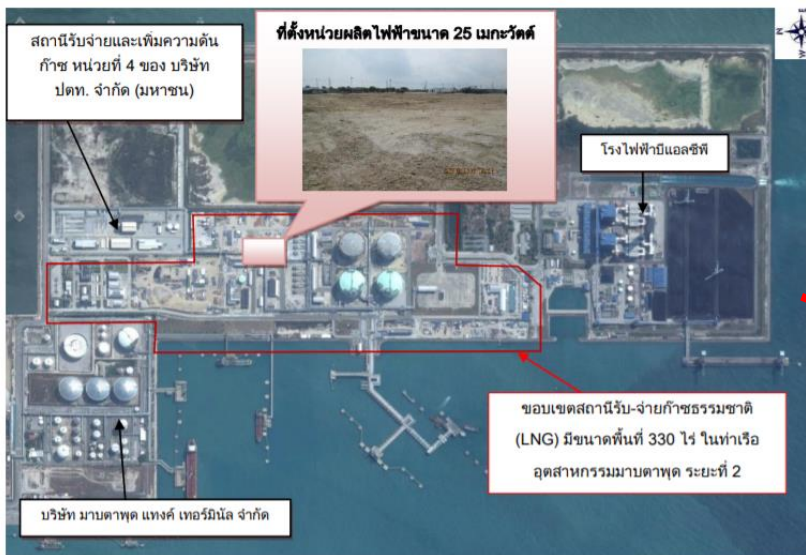 สถานีรับจ่ายและเพิ่มความดัน
ก๊าซ หน่วยที่ 4 ของ บริษัท
ปตท. จำกัด (มหาชน)
ที่ตั้งหน่วยผลิตไฟฟ้าขนาด 25 เมกะวัตต์
โรงไฟฟ้าบีแอลซีพี
N
W
ขอบเขตสถานีรับ-จ่ายก๊าซธรรมชาติ
(LNG) มีขนาดพื้นที่ 330 ไร่ ในท่าเรือ
อุตสาหกรรมมาบตาพุด ระยะที่ 2
บริษัท มาบตาพุด แทงค์ เทอร์มินัล จำกัด